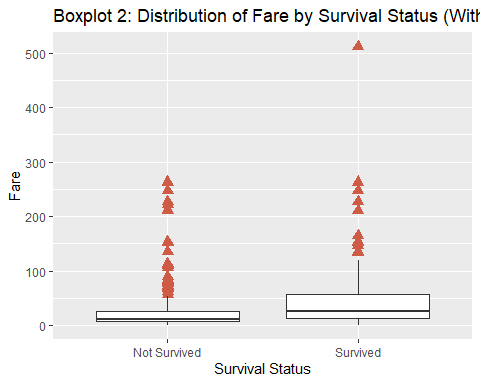 Boxplot 2: Distribution of Fare by Survival Status (With
500
400
300
200
100
0
Fare
Not Survived
Survived
Survival Status